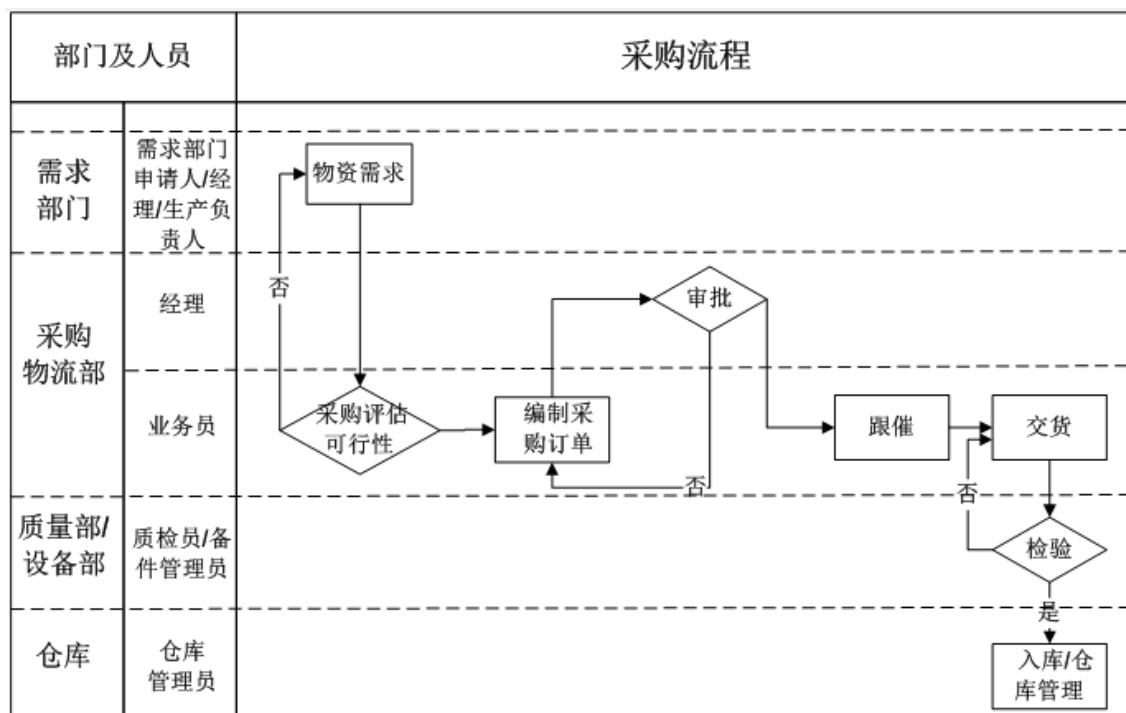 部门及人员
采购流程
需求
部门
需求部门
申请人/经
理/生产负
责人
物资需求
否
采购
物流部
经理
审批
业务员
采购评估
可行性
编制采
购订单
跟催
交货
否
否
质量部/
设备部
质检员/备
件管理员
检验
是
仓库
仓库
管理员
入库/仓
库管理